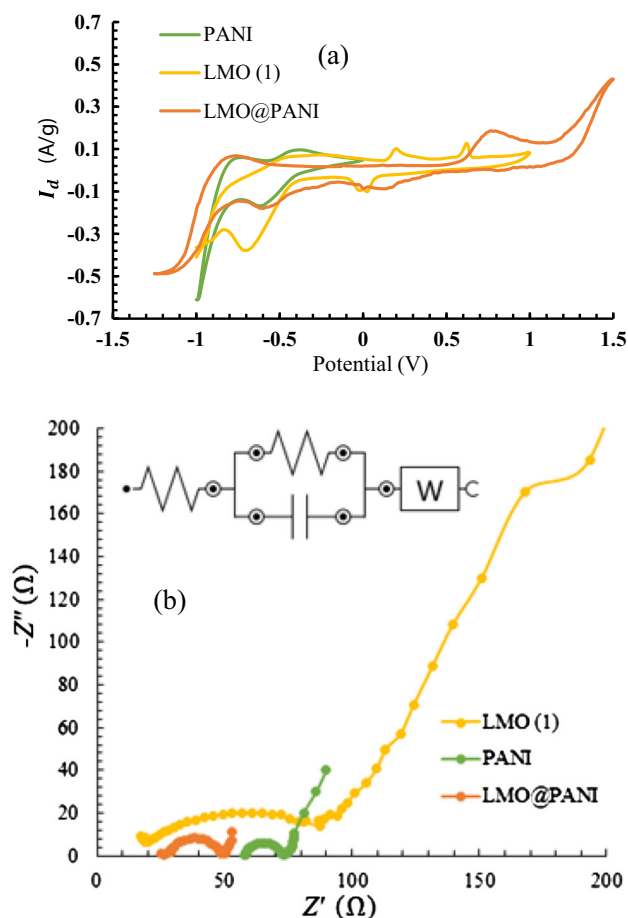 PANI
(a)
LMO (1)
LMO@PANI
I_d (A/g)
0.7
0.5
0.3
0.1
-0.1
-0.3
-0.5
-0.7
-1.5 -1 -0.5 0 0.5 1 1.5
Potential (V)
200
180
160
140
120
100
80
60
40
20
0
W
(b)
-Z″ (Ω)
LMO (1)
PANI
LMO@PANI
0 50 100 150 200
Z′ (Ω)